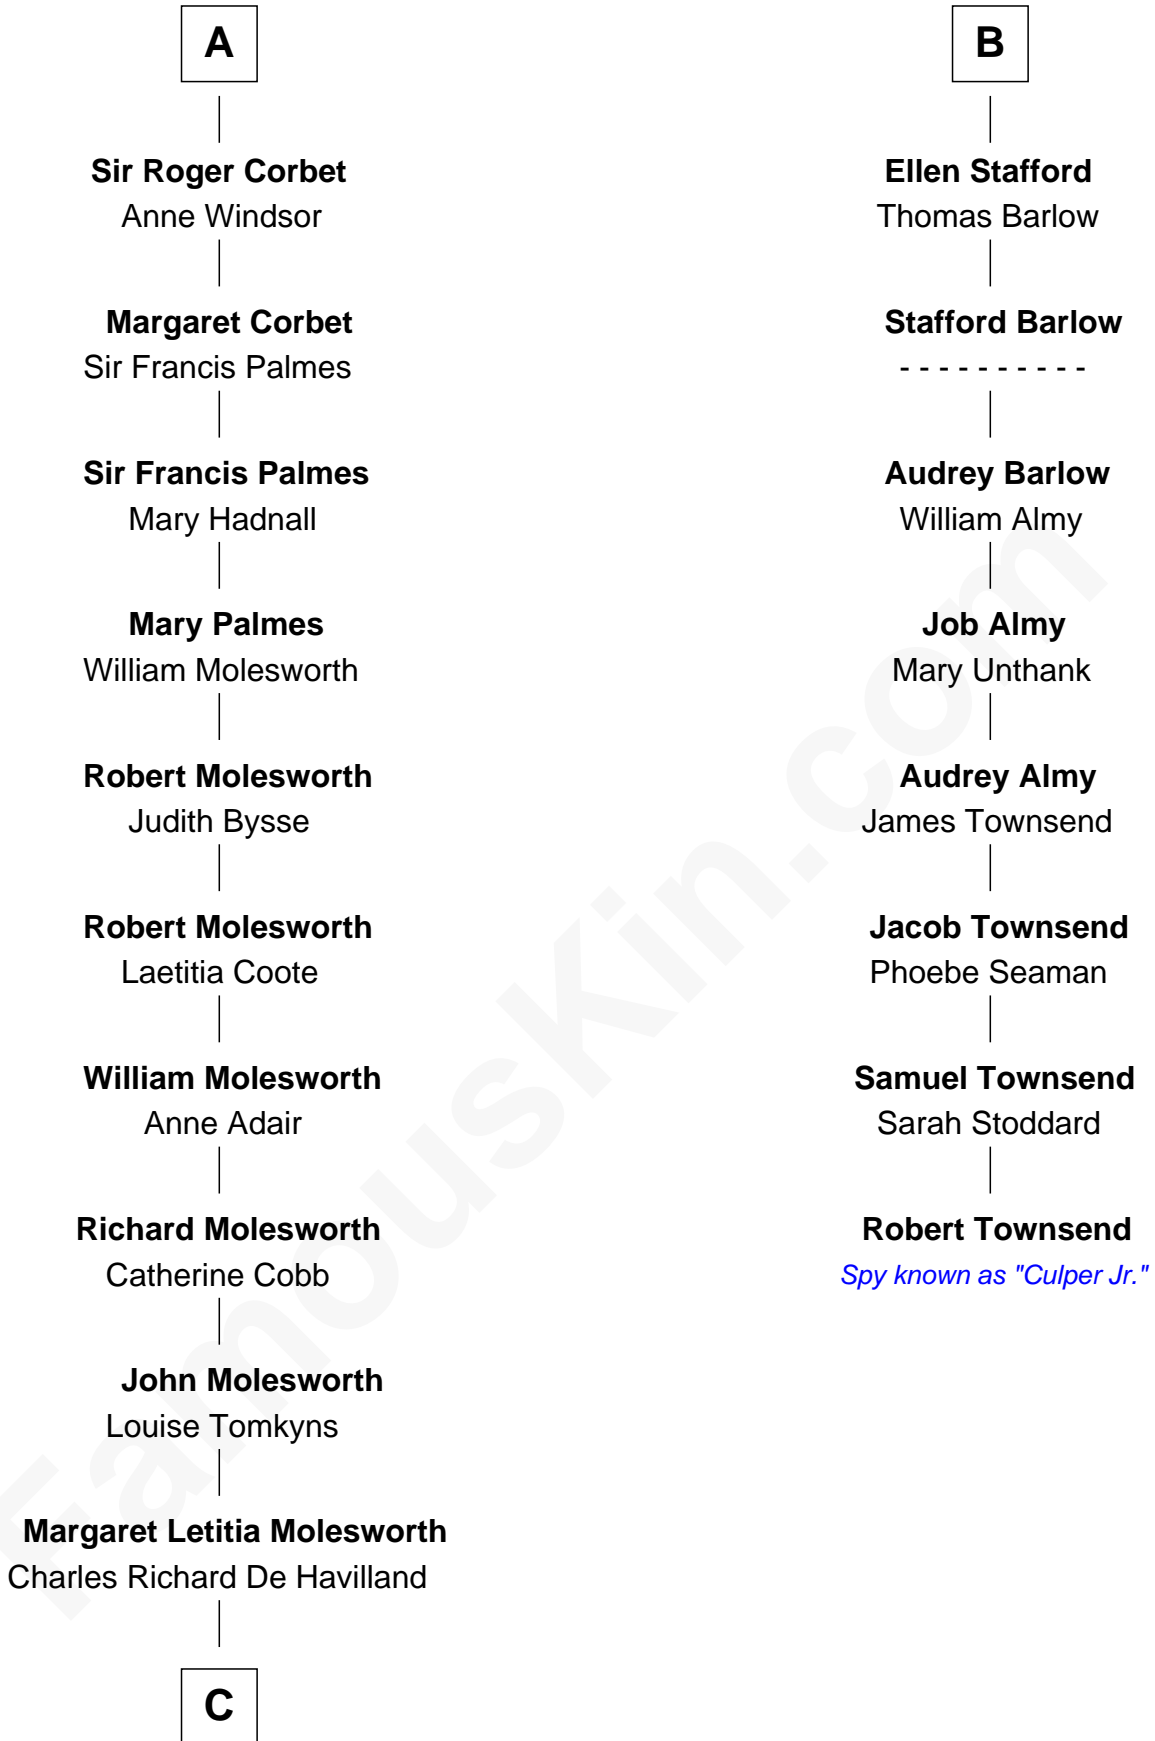 A
Sir Roger Corbet
Anne Windsor
Margaret Corbet
Sir Francis Palmes
Sir Francis Palmes
Mary Hadnall
Mary Palmes
William Molesworth
Robert Molesworth
Judith Bysse
Robert Molesworth
Laetitia Coote
William Molesworth
Anne Adair
Richard Molesworth
Catherine Cobb
John Molesworth
Louise Tomkyns
Margaret Letitia Molesworth
Charles Richard De Havilland
C
B
Ellen Stafford
Thomas Barlow
Stafford Barlow
- - - - - - - - - -
Audrey Barlow
William Almy
Job Almy
Mary Unthank
Audrey Almy
James Townsend
Jacob Townsend
Phoebe Seaman
Samuel Townsend
Sarah Stoddard
Robert Townsend
Spy known as "Culper Jr."
FamousKin.com